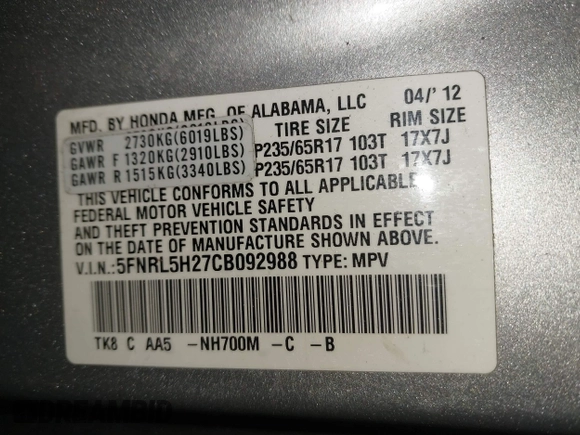 MFD. BY HONDA MFG. OF ALABAMA, LLC 04/' 12
TIRE SIZE RIM SIZE
GVWR 2730KG(6019LBS)
GAWR F 1320KG(2910LBS) P235/65R17 103T 17X7J
GAWR R 1515KG(3340LBS) P235/65R17 103T 17X7J
THIS VEHICLE CONFORMS TO ALL APPLICABLE
FEDERAL MOTOR VEHICLE SAFETY
AND THEFT PREVENTION STANDARDS IN EFFECT
ON THE DATE OF MANUFACTURE SHOWN ABOVE.
V.I.N.:5FNRL5H27CB092988 TYPE: MPV
TK8 C AA5 -NH700M -C -B